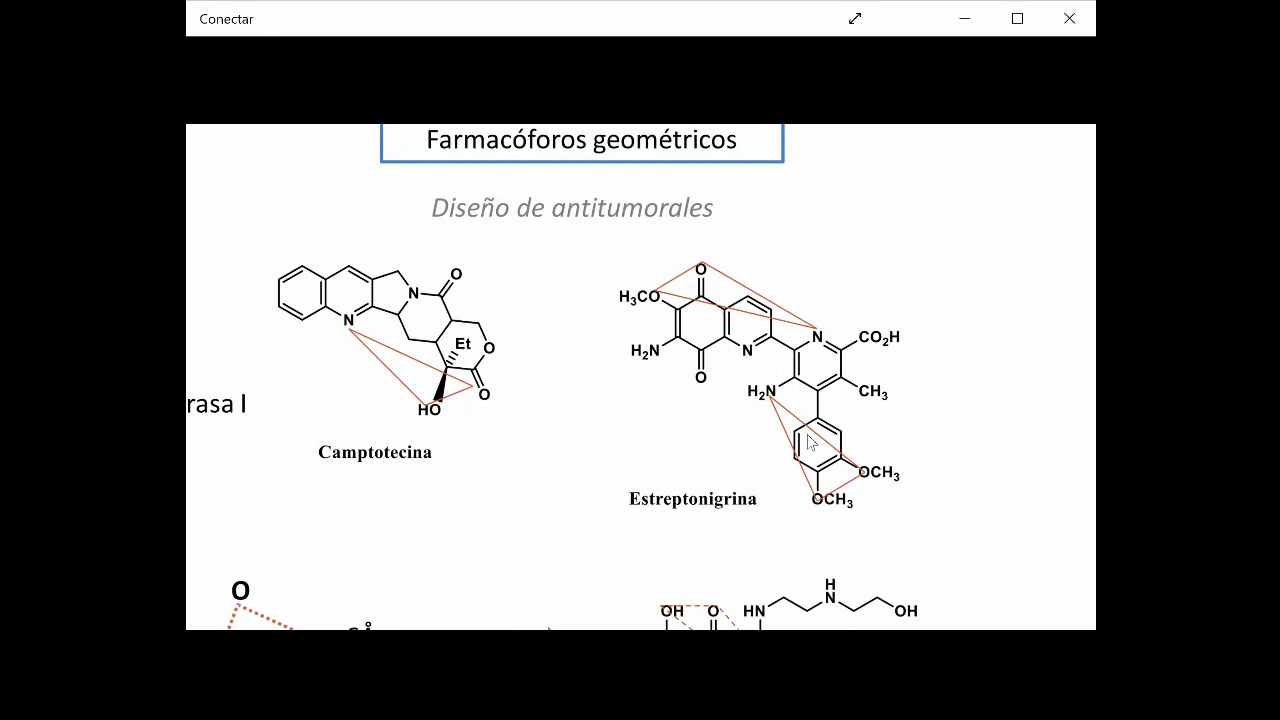 Conectar
Farmacóforos geométricos
Diseño de antitumorales
O
N
N
Et
O
O
HO
Camptotecina
rasa I
O
H₃CO
H₂N
O
N
N
CO₂H
H₂N
CH₃
OCH₃
OCH₃
Estreptonigrina
O
OH
O
HN
H
N
OH